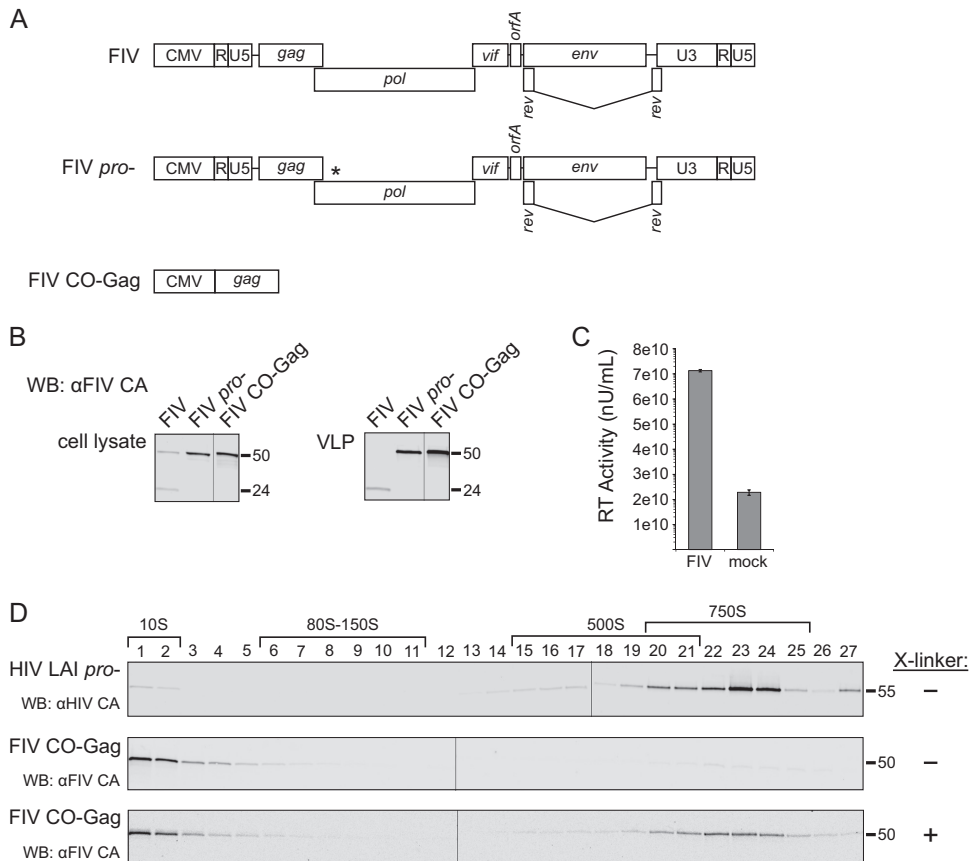 A
FIV CMV R U5 gag pol vif orfA env rev rev U3 R U5
FIV pro- CMV R U5 gag * pol vif orfA env rev rev U3 R U5
FIV CO-Gag CMV gag
B
WB: αFIV CA
FIV FIV pro- FIV CO-Gag
cell lysate
50
24
FIV FIV pro- FIV CO-Gag
VLP
50
24
C
RT Activity (nU/mL)
8e10
7e10
6e10
5e10
4e10
3e10
2e10
1e10
FIV mock
D
10S 80S-150S 500S 750S
1 2 3 4 5 6 7 8 9 10 11 12 13 14 15 16 17 18 19 20 21 22 23 24 25 26 27
X-linker:
HIV LAI pro-
WB: αHIV CA
55 −
FIV CO-Gag
WB: αFIV CA
50 −
FIV CO-Gag
WB: αFIV CA
50 +